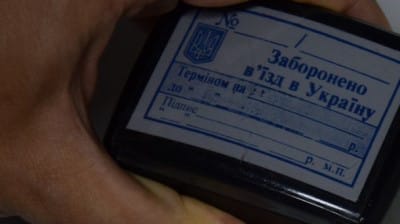 № /
Заборонено
в'їзд в Україну
Терміном на
до " " р.
"Підпис
р. м.п.